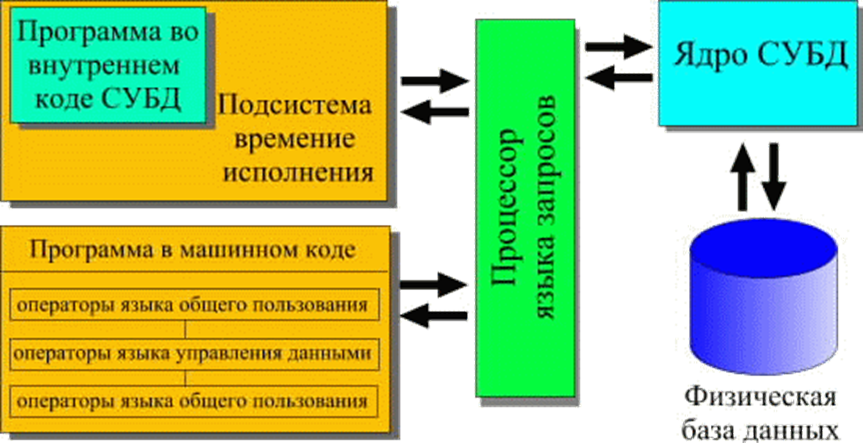 Программа во
внутреннем
коде СУБД
Подсистема
времение
исполнения
Программа в машинном коде
операторы языка общего пользования
операторы языка управления данными
операторы языка общего пользования
Процессор
языка запросов
Ядро СУБД
Физическая
база данных